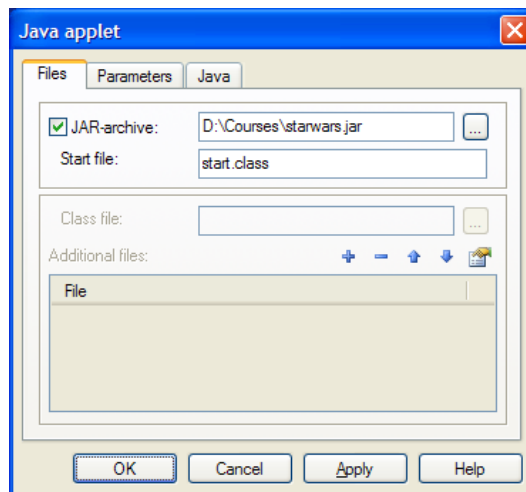 Java applet
Files Parameters Java
JAR-archive: D:\Courses\starwars.jar ...
Start file: start.class
Class file: ...
Additional files:
File
OK Cancel Apply Help